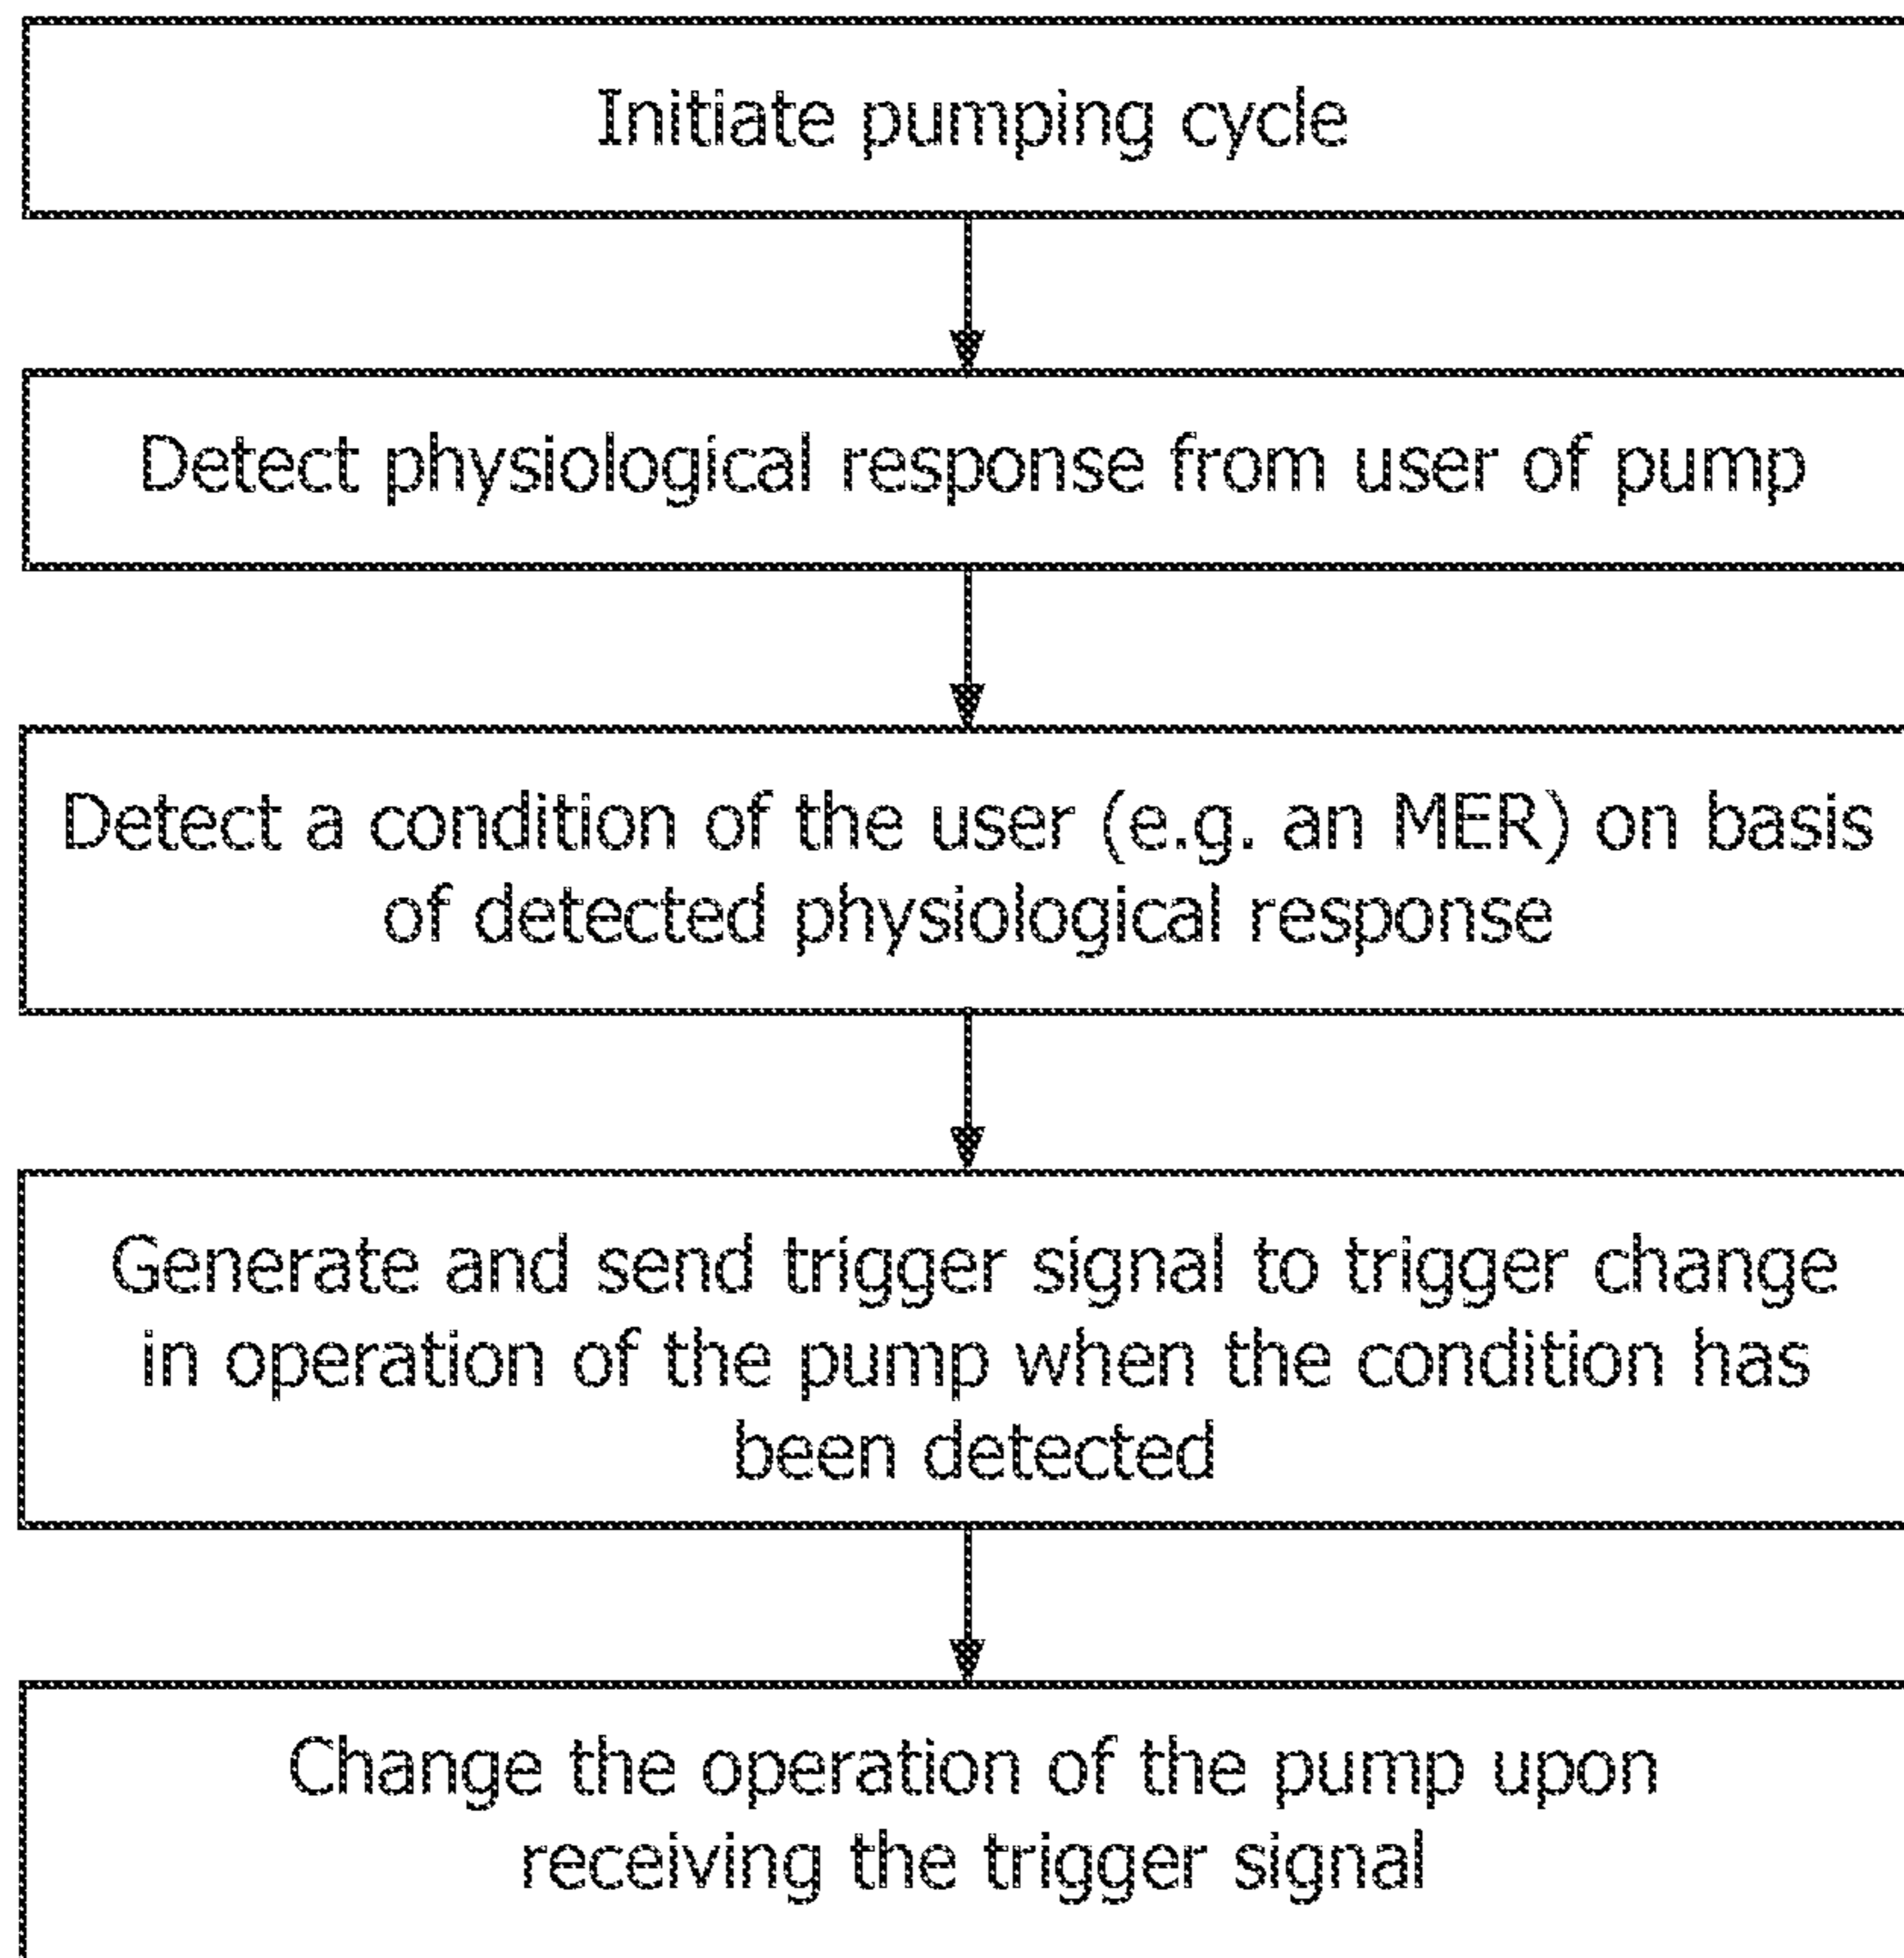 Initiate pumping cycle
Detect physiological response from user of pump
Detect a condition of the user (e.g. an MER) on basis
of detected physiological response
Generate and send trigger signal to trigger change
in operation of the pump when the condition has
been detected
Change the operation of the pump upon
receiving the trigger signal